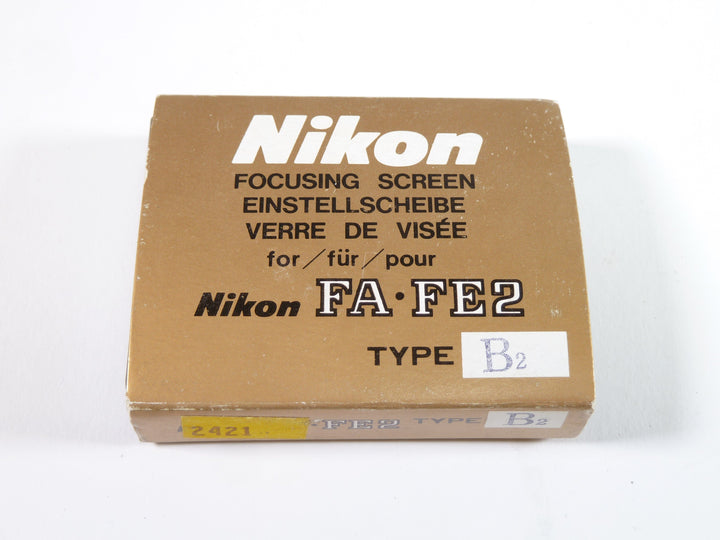 Nikon
FOCUSING SCREEN
EINSTELLSCHEIBE
VERRE DE VISÉE
for/für/pour
Nikon FA·FE2
TYPE B2
2421 ·FE2 TYPE B2